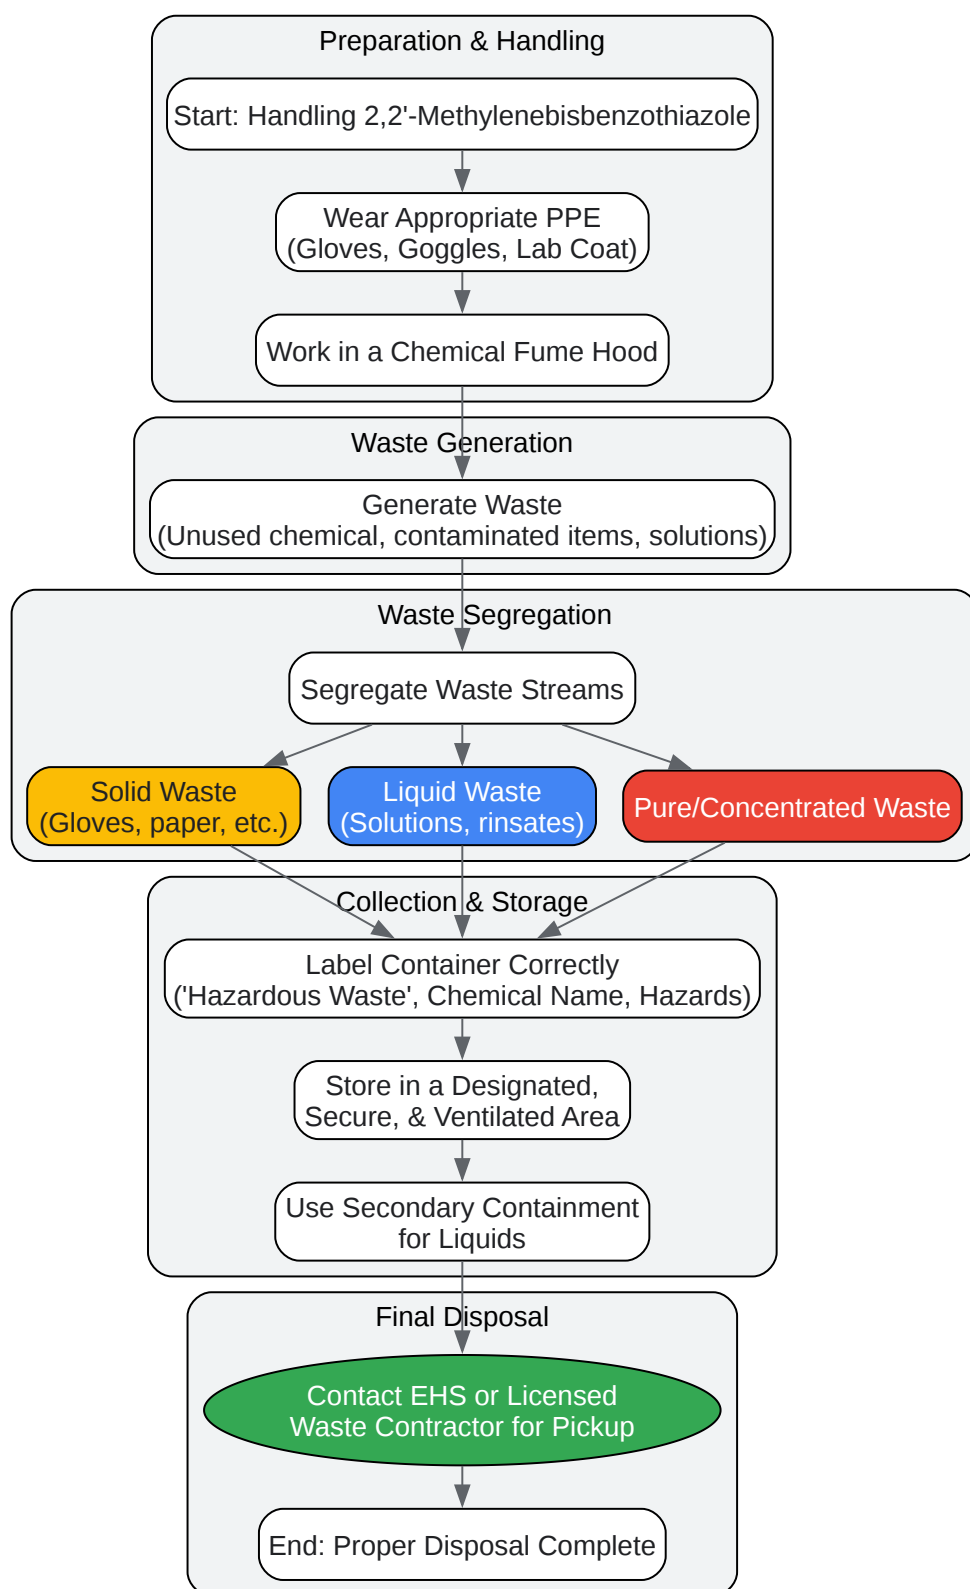 Preparation & Handling
Start: Handling 2,2'-Methylenebisbenzothiazole
Wear Appropriate PPE
(Gloves, Goggles, Lab Coat)
Work in a Chemical Fume Hood
Waste Generation
Generate Waste
(Unused chemical, contaminated items, solutions)
Waste Segregation
Segregate Waste Streams
Solid Waste
(Gloves, paper, etc.)
Liquid Waste
(Solutions, rinsates)
Pure/Concentrated Waste
Collection & Storage
Label Container Correctly
('Hazardous Waste', Chemical Name, Hazards)
Store in a Designated,
Secure, & Ventilated Area
Use Secondary Containment
for Liquids
Final Disposal
Contact EHS or Licensed
Waste Contractor for Pickup
End: Proper Disposal Complete